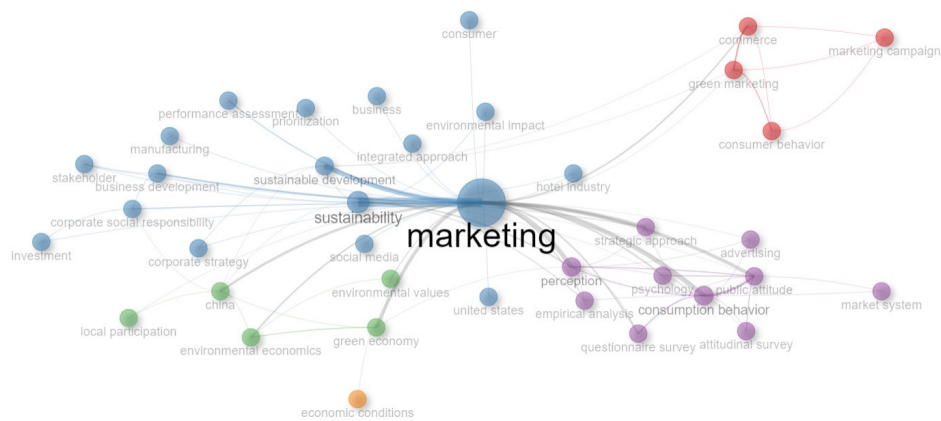 consumer
commerce
marketing campaign
green marketing
performance assessment
prioritization
business
environmental impact
manufacturing
integrated approach
consumer behavior
stakeholder
business development
sustainable development
hotel industry
corporate social responsibility
sustainability
marketing
strategic approach
advertising
investment
corporate strategy
social media
perception
psychology
public attitude
china
environmental values
united states
empirical analysis
consumption behavior
market system
local participation
environmental economics
green economy
questionnaire survey
attitudinal survey
economic conditions